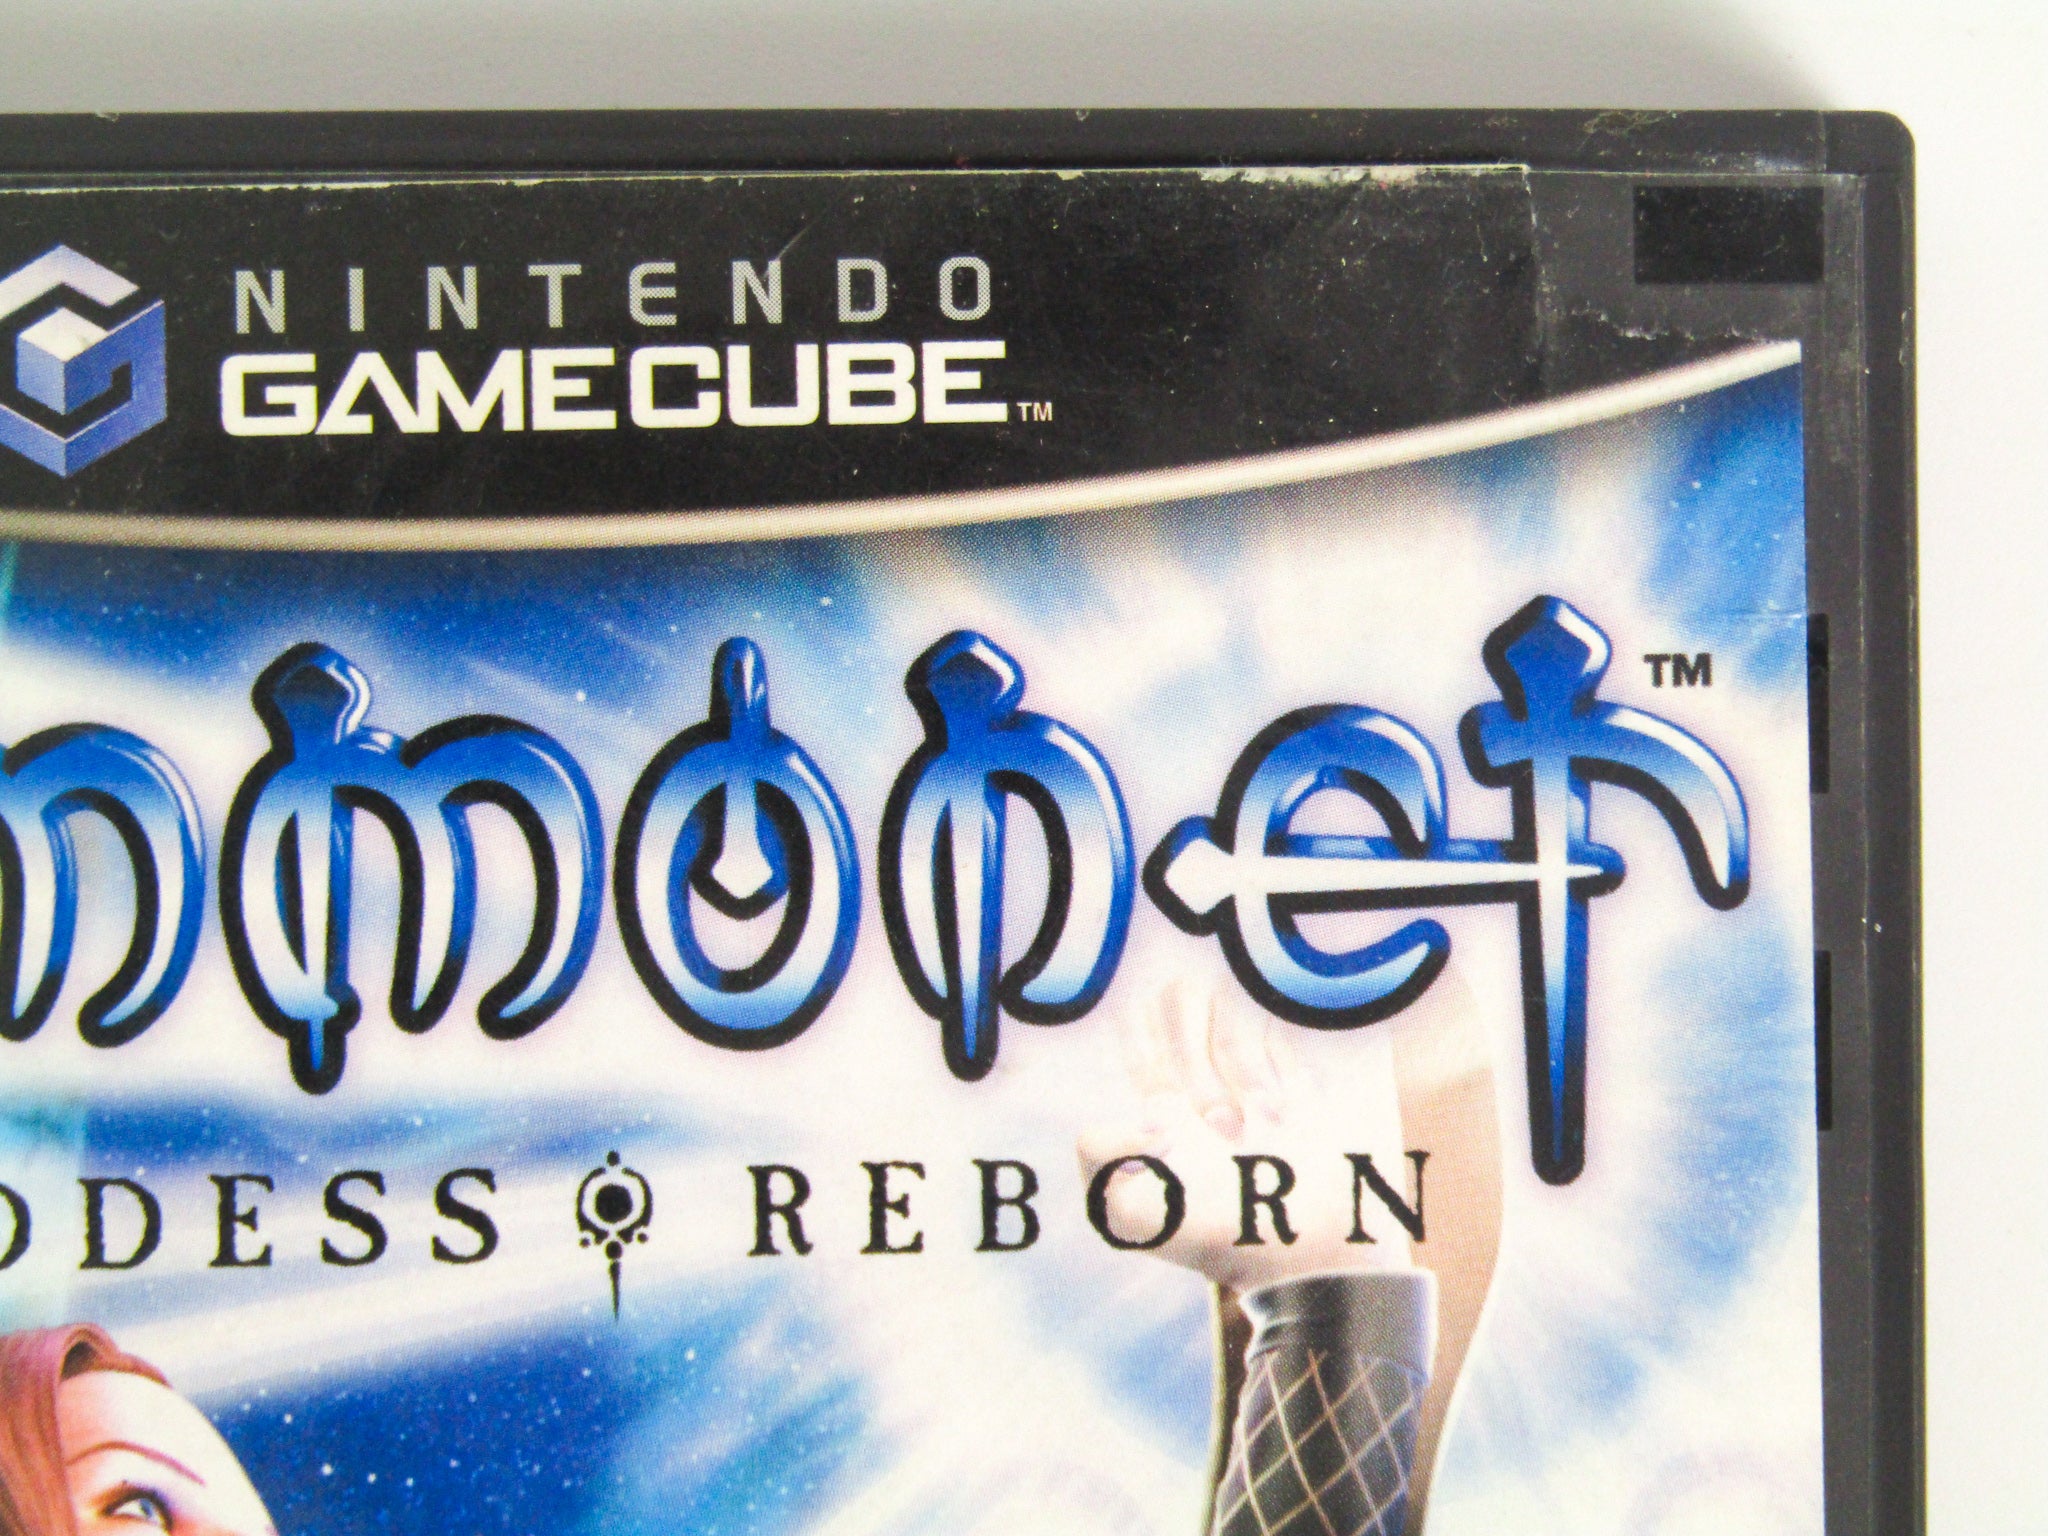 NINTENDO
GAMECUBE™
mmoner™
ODDESS REBORN